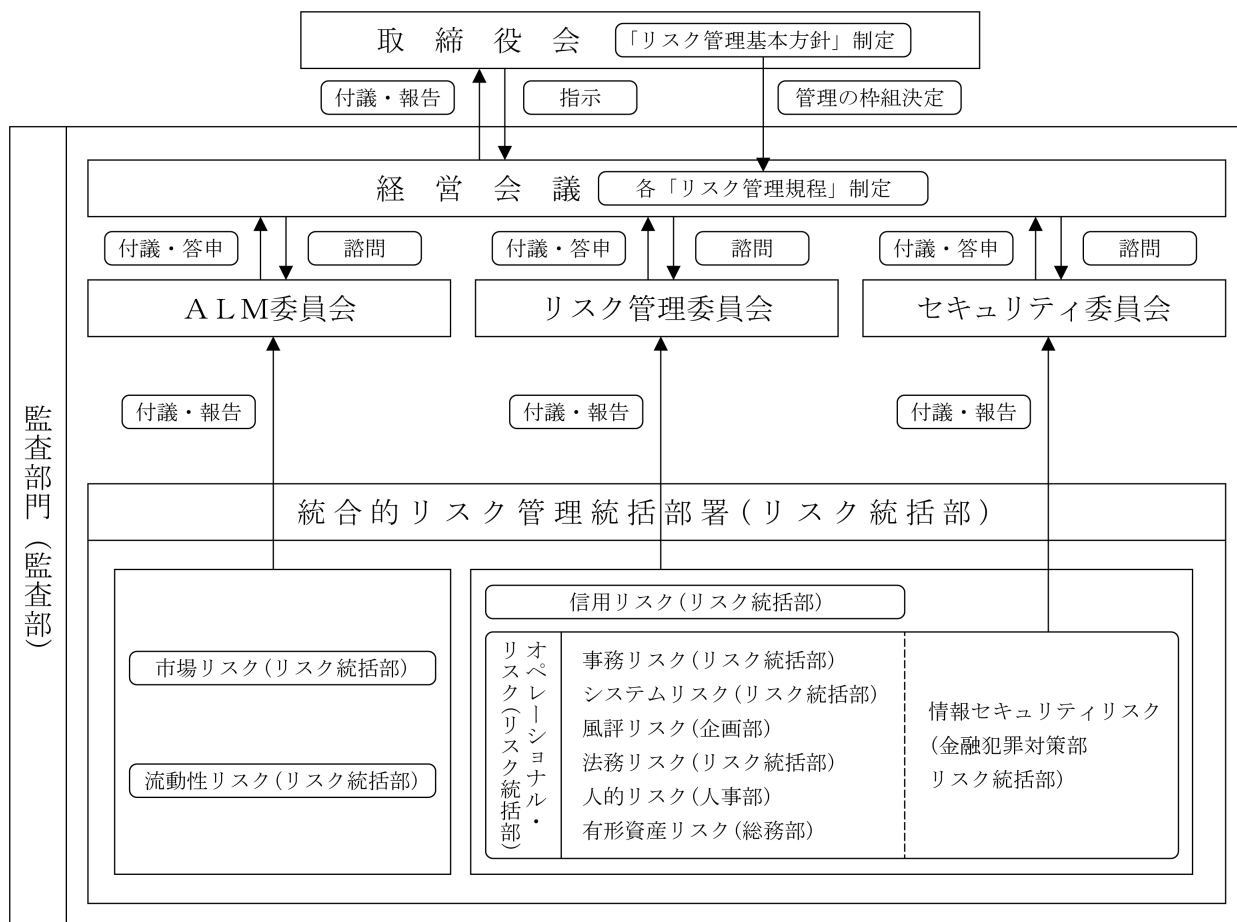 取締役会
「リスク管理基本方針」制定
付議・報告
指示
管理の枠組決定
経営会議
各「リスク管理規程」制定
付議・答申
諮問
付議・答申
諮問
付議・答申
諮問
ALM委員会
リスク管理委員会
セキュリティ委員会
付議・報告
付議・報告
付議・報告
監査部門(監査部)
統合的リスク管理統括部署(リスク統括部)
市場リスク(リスク統括部)
流動性リスク(リスク統括部)
信用リスク(リスク統括部)
オペレーショナル・
リスク(リスク統括部)
事務リスク(リスク統括部)
システムリスク(リスク統括部)
風評リスク(企画部)
法務リスク(リスク統括部)
人的リスク(人事部)
有形資産リスク(総務部)
情報セキュリティリスク
(金融犯罪対策部
リスク統括部)